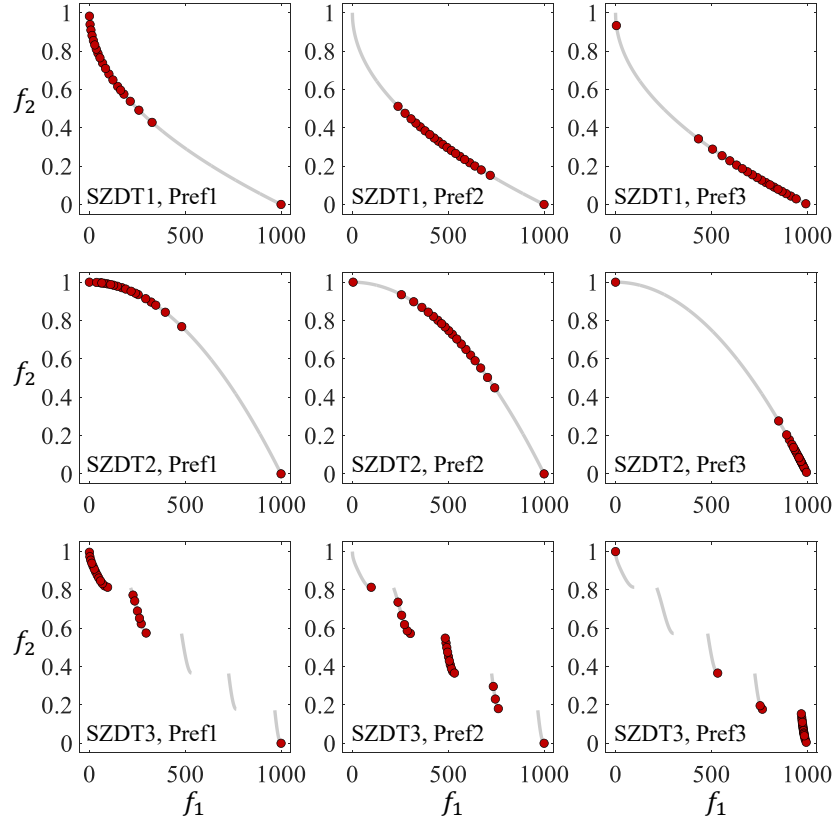 1
0.8
0.6
0.4
0.2
0
f₂
0 500 1000
SZDT1, Pref1
0 500 1000
SZDT1, Pref2
1
0.8
0.6
0.4
0.2
0
0 500 1000
SZDT1, Pref3
1
0.8
0.6
0.4
0.2
0
1
0.8
0.6
0.4
0.2
0
f₂
0 500 1000
SZDT2, Pref1
1
0.8
0.6
0.4
0.2
0
0 500 1000
SZDT2, Pref2
1
0.8
0.6
0.4
0.2
0
0 500 1000
SZDT2, Pref3
1
0.8
0.6
0.4
0.2
0
f₂
0 500 1000
SZDT3, Pref1
f₁
1
0.8
0.6
0.4
0.2
0
0 500 1000
SZDT3, Pref2
f₁
1
0.8
0.6
0.4
0.2
0
0 500 1000
SZDT3, Pref3
f₁